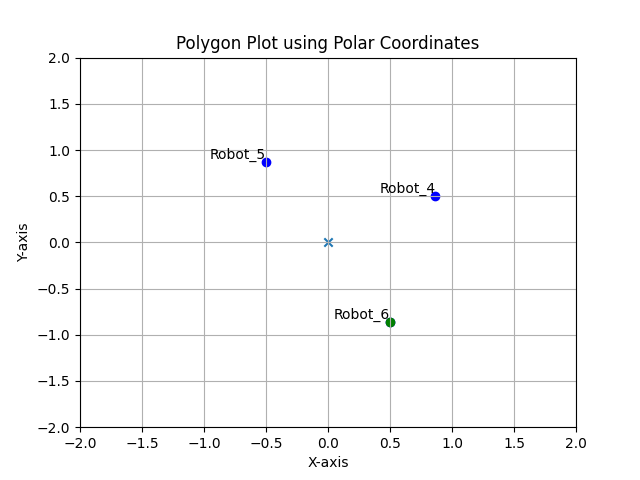 Polygon Plot using Polar Coordinates
2.0
1.5
1.0
0.5
0.0
−0.5
−1.0
−1.5
−2.0
Y-axis
Robot_5
Robot_4
Robot_6
−2.0 −1.5 −1.0 −0.5 0.0 0.5 1.0 1.5 2.0
X-axis